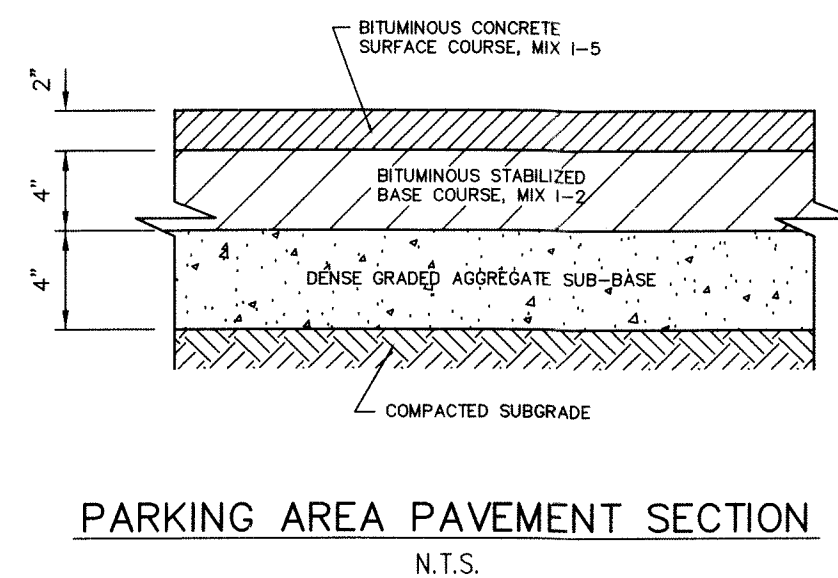 BITUMINOUS CONCRETE
SURFACE COURSE, MIX I-5
2"
4"
BITUMINOUS STABILIZED
BASE COURSE, MIX I-2
4"
DENSE GRADED AGGREGATE SUB-BASE
COMPACTED SUBGRADE
PARKING AREA PAVEMENT SECTION
N.T.S.